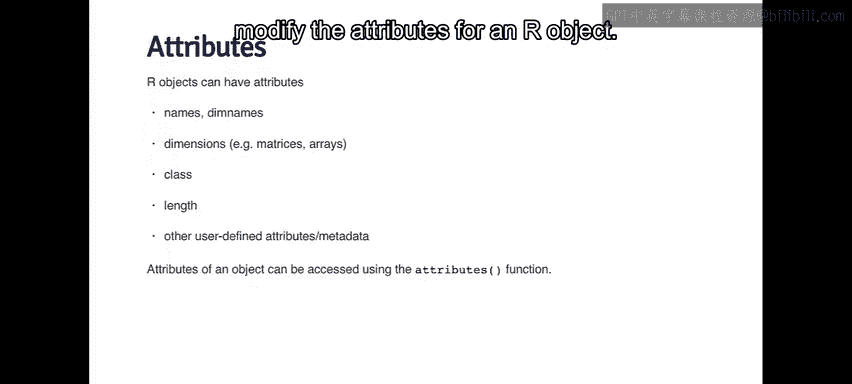 modify the attributes for an R object.
Attributes
R objects can have attributes
· names, dimnames
· dimensions (e.g. matrices, arrays)
· class
· length
· other user-defined attributes/metadata
Attributes of an object can be accessed using the attributes() function.